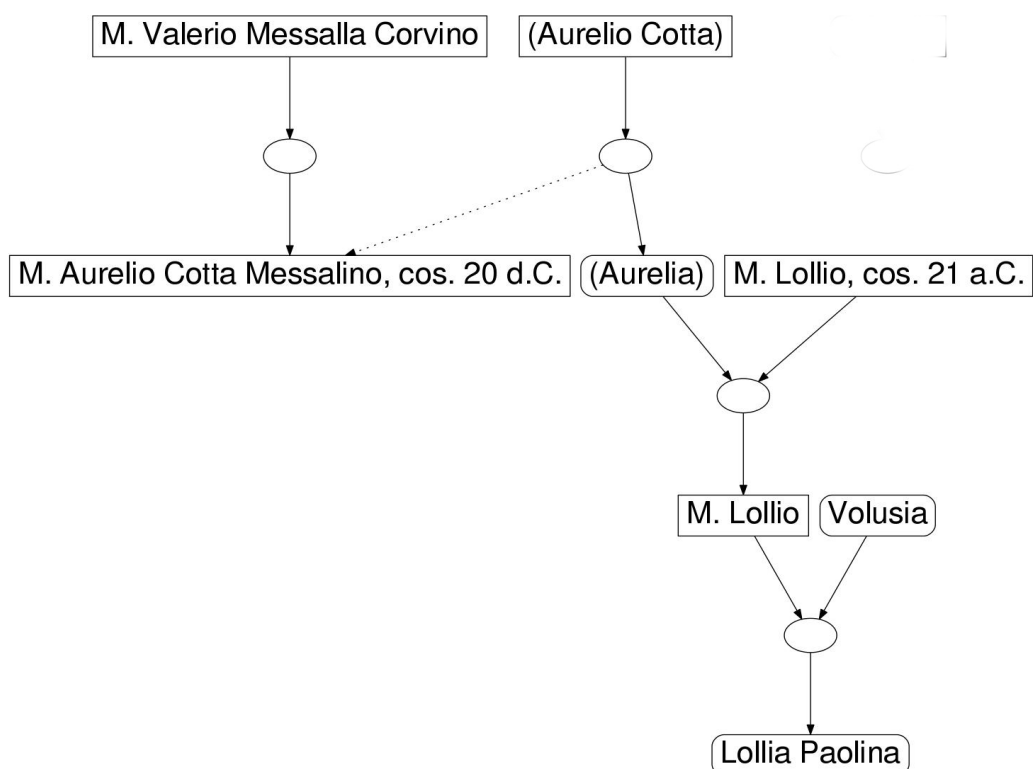 M. Valerio Messalla Corvino
(Aurelio Cotta)
M. Aurelio Cotta Messalino, cos. 20 d.C.
(Aurelia)
M. Lollio, cos. 21 a.C.
M. Lollio
Volusia
Lollia Paolina